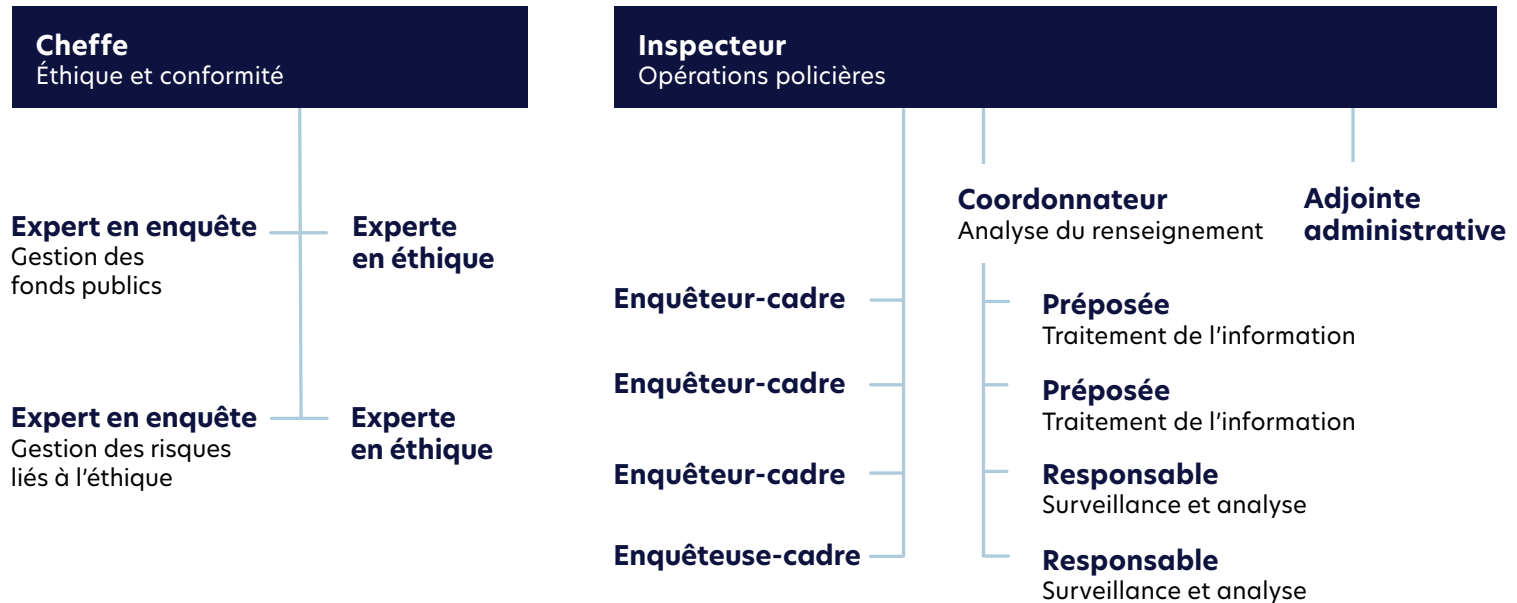 Cheffe
Éthique et conformité
Expert en enquête
Gestion des
fonds publics
Experte
en éthique
Expert en enquête
Gestion des risques
liés à l'éthique
Experte
en éthique
Inspecteur
Opérations policières
Enquêteur-cadre
Enquêteur-cadre
Enquêteur-cadre
Enquêteuse-cadre
Coordonnateur
Analyse du renseignement
Préposée
Traitement de l'information
Préposée
Traitement de l'information
Responsable
Surveillance et analyse
Responsable
Surveillance et analyse
Adjointe
administrative